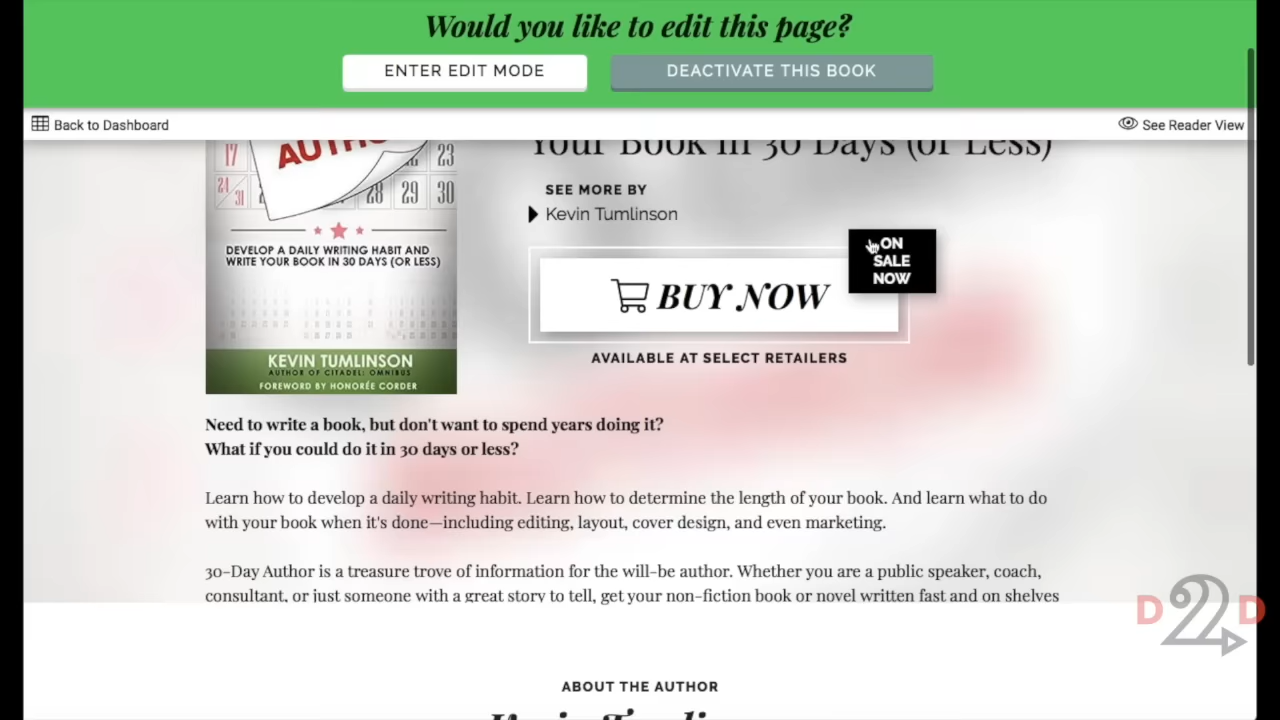 Would you like to edit this page?
ENTER EDIT MODE
DEACTIVATE THIS BOOK
Back to Dashboard
See Reader View
Your Book in 30 Days (or Less)
17
AUTHO
23
24
31
28
29
30
DEVELOP A DAILY WRITING HABIT AND
WRITE YOUR BOOK IN 30 DAYS (OR LESS)
KEVIN TUMLINSON
AUTHOR OF CITADEL: OMNIBUS
FOREWORD BY HONORÉE CORDER
SEE MORE BY
Kevin Tumlinson
ON
SALE
NOW
BUY NOW
AVAILABLE AT SELECT RETAILERS
Need to write a book, but don't want to spend years doing it?
What if you could do it in 30 days or less?
Learn how to develop a daily writing habit. Learn how to determine the length of your book. And learn what to do
with your book when it's done—including editing, layout, cover design, and even marketing.
30-Day Author is a treasure trove of information for the will-be author. Whether you are a public speaker, coach,
consultant, or just someone with a great story to tell, get your non-fiction book or novel written fast and on shelves
D2D
ABOUT THE AUTHOR